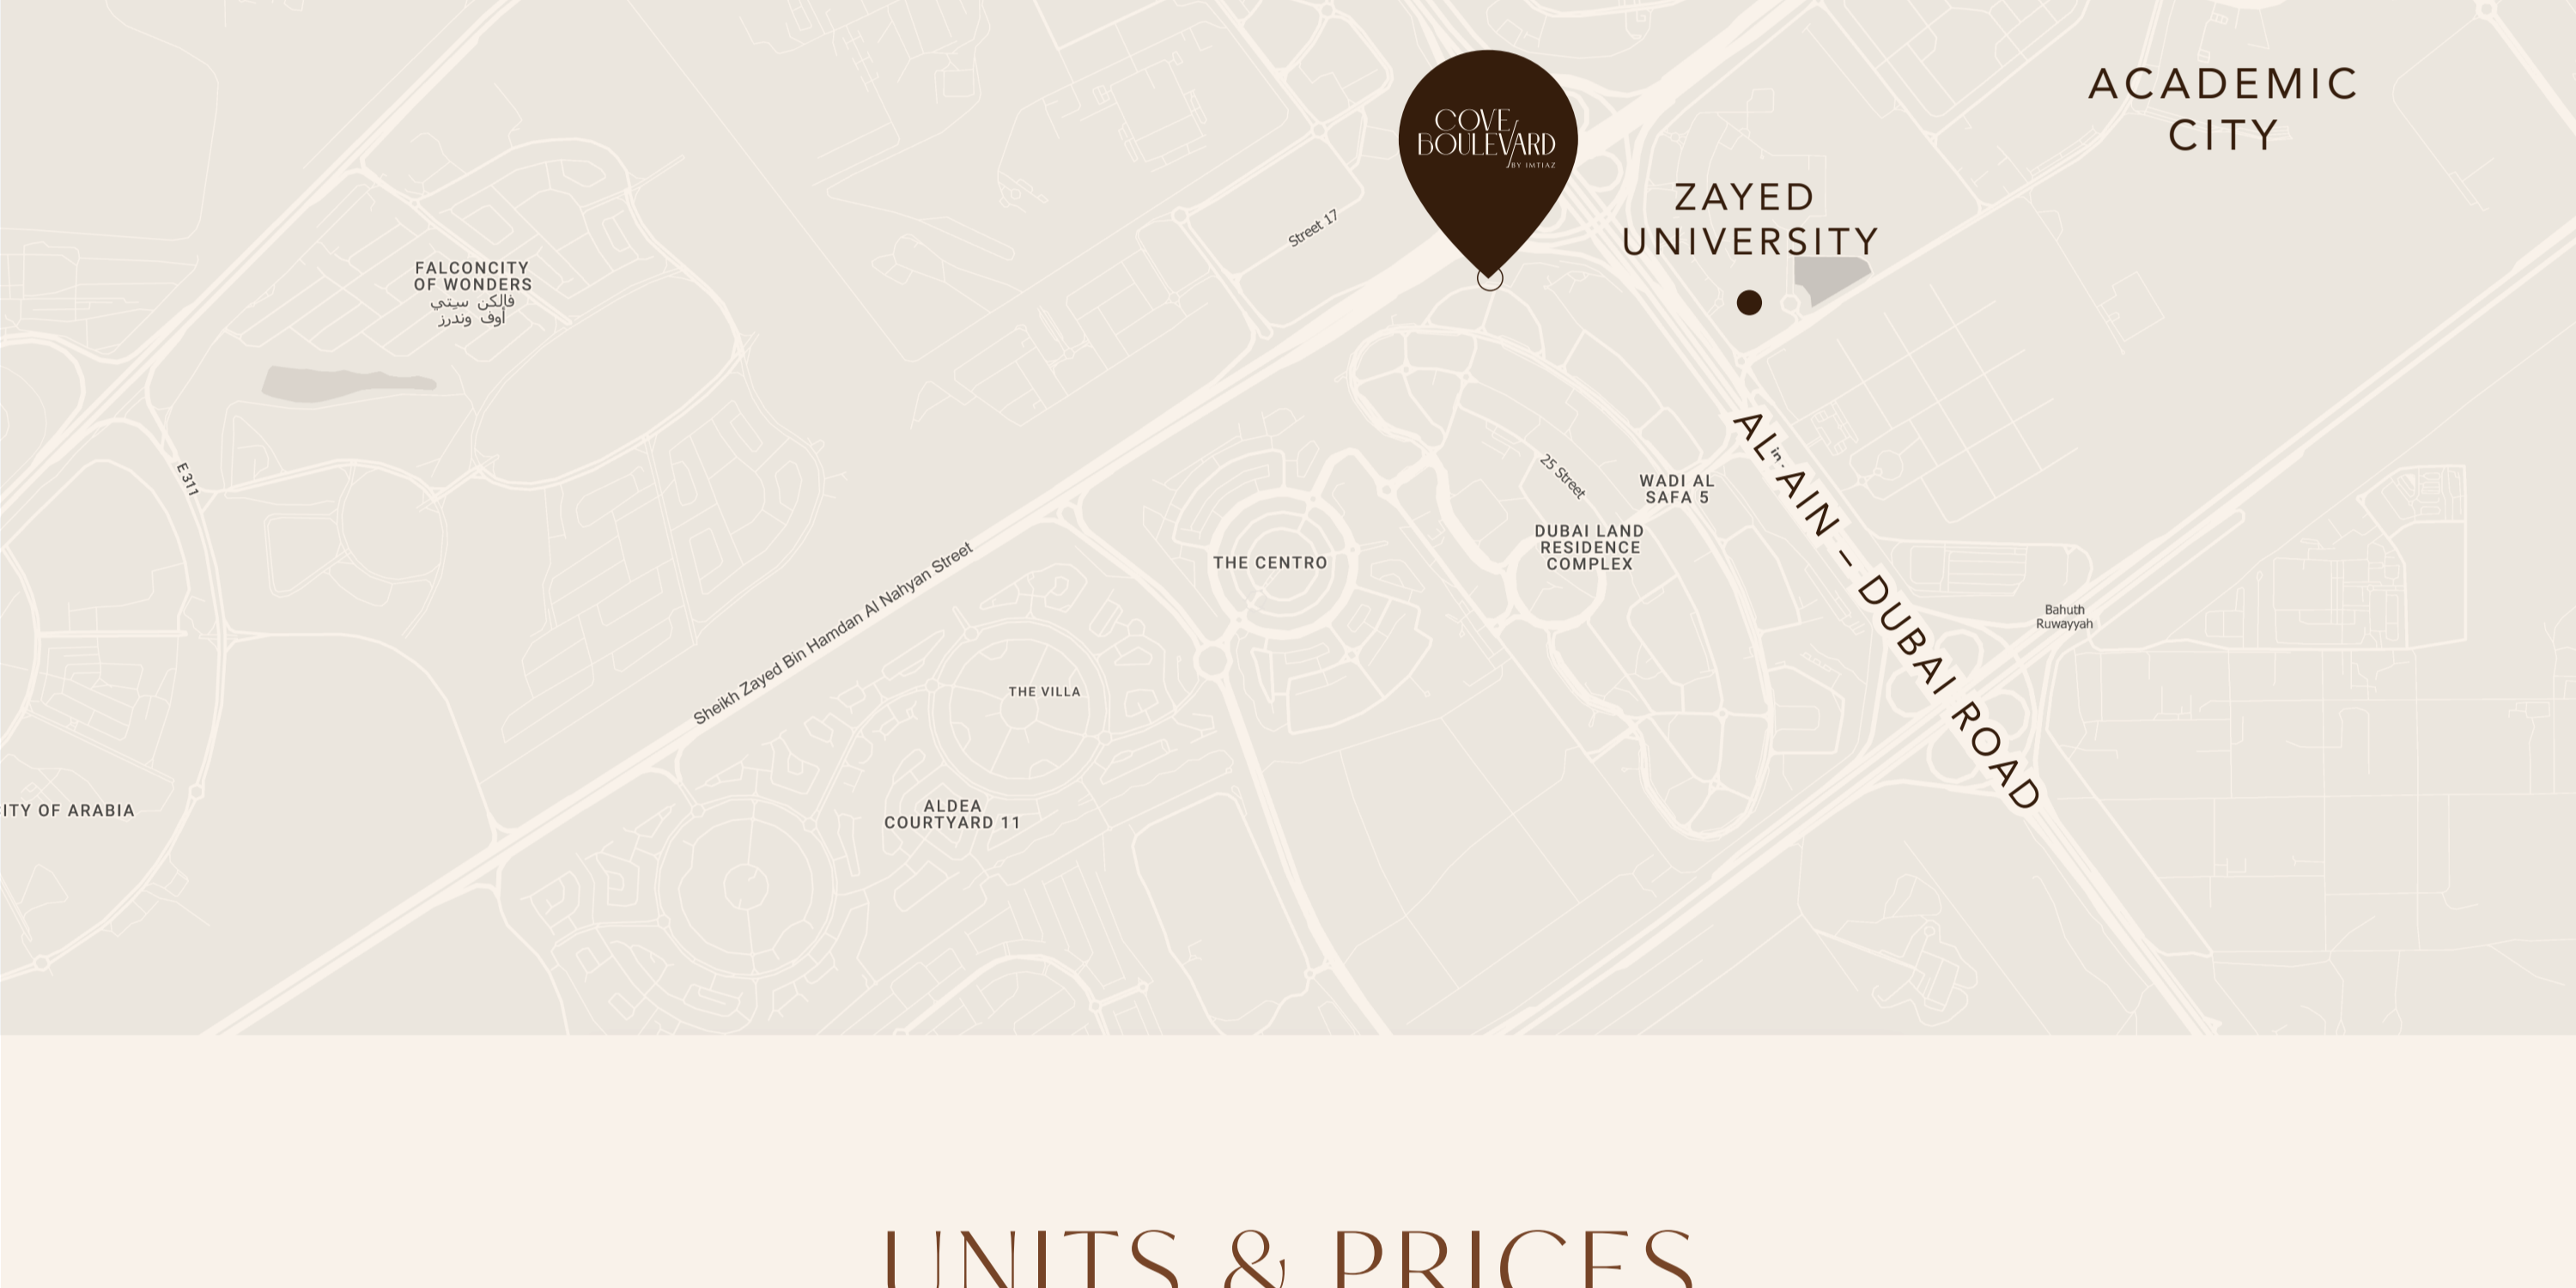 ACADEMIC
CITY
COVE
BOULEVARD
BY IMTIAZ
ZAYED
UNIVERSITY
Street 17
FALCONCITY
OF WONDERS
فالكن سيتي
أوف وندرز
E 311
AL AIN – DUBAI ROAD
25 Street
WADI AL
SAFA 5
DUBAI LAND
RESIDENCE
COMPLEX
THE CENTRO
Sheikh Zayed Bin Hamdan Al Nahyan Street
Bahuth
Ruwayyah
THE VILLA
ALDEA
COURTYARD 11
ITY OF ARABIA
UNITS & PRICES